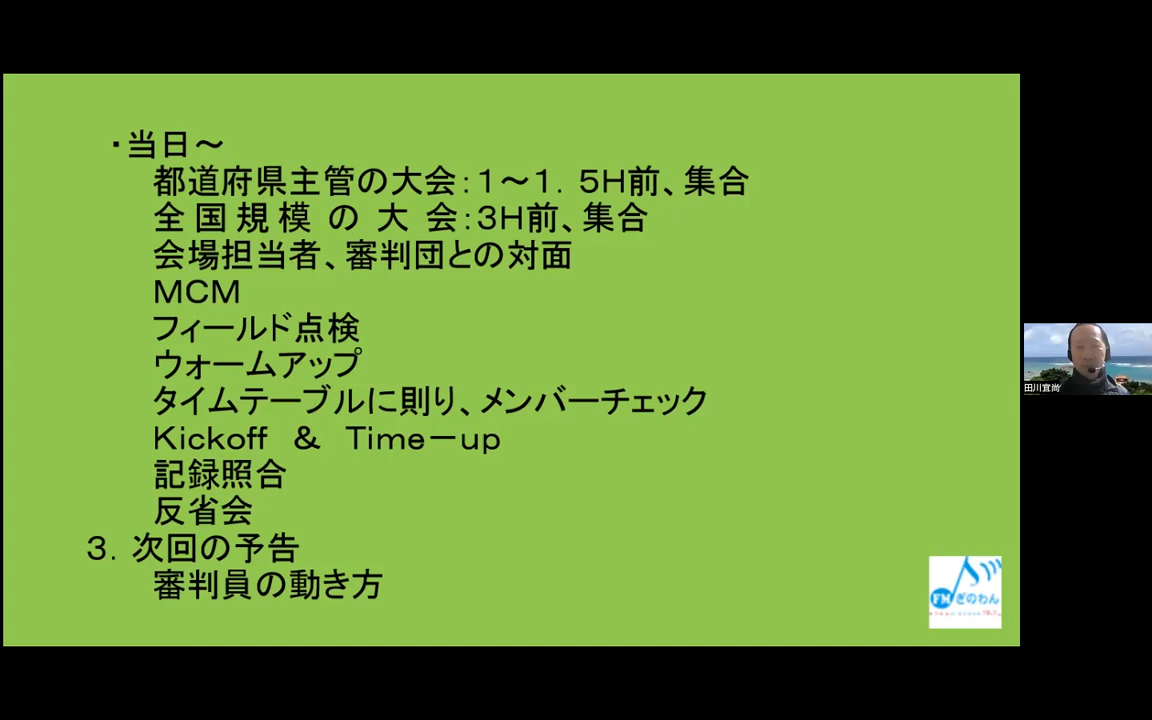 ・当日～
都道府県主管の大会：１～１．５Ｈ前、集合
全国規模の大会：３Ｈ前、集合
会場担当者、審判団との対面
ＭＣＭ
フィールド点検
ウォームアップ
タイムテーブルに則り、メンバーチェック
Ｋｉｃｋｏｆｆ　＆　Ｔｉｍｅ－ｕｐ
記録照合
反省会
３．次回の予告
審判員の動き方
FMぎのわん
田川宜尚